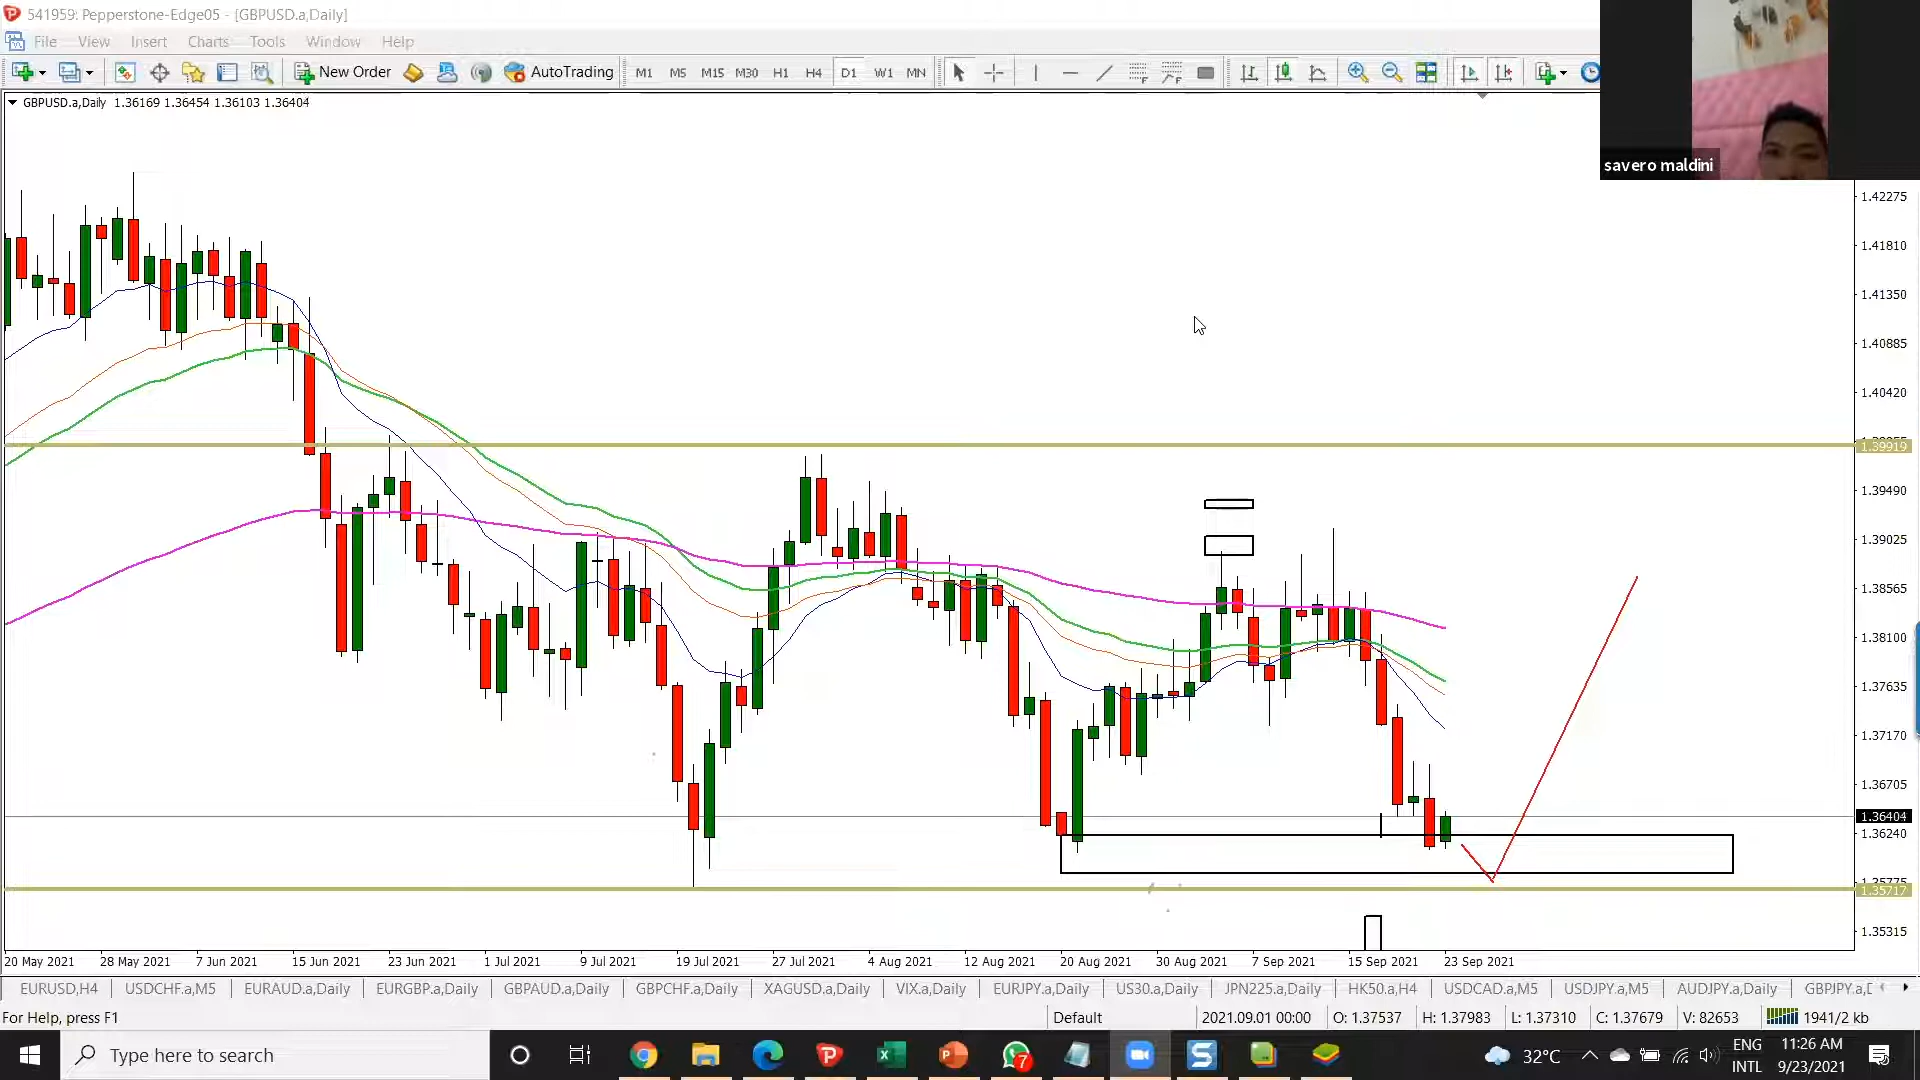 541959: Pepperstone-Edge05 - [GBPUSD.a,Daily]
File View Insert Charts Tools Window Help
New Order AutoTrading M1 M5 M15 M30 H1 H4 D1 W1 MN
GBPUSD.a,Daily 1.36169 1.36454 1.36103 1.36404
savero maldini
1.42275
1.41810
1.41350
1.40885
1.40420
1.39919
1.39490
1.39025
1.38565
1.38100
1.37635
1.37170
1.36705
1.36404
1.36240
1.35717
1.35315
20 May 2021 28 May 2021 7 Jun 2021 15 Jun 2021 23 Jun 2021 1 Jul 2021 9 Jul 2021 19 Jul 2021 27 Jul 2021 4 Aug 2021 12 Aug 2021 20 Aug 2021 30 Aug 2021 7 Sep 2021 15 Sep 2021 23 Sep 2021
EURUSD,H4 USDCHF.a,M5 EURAUD.a,Daily EURGBP.a,Daily GBPAUD.a,Daily GBPCHF.a,Daily XAGUSD.a,Daily VIX.a,Daily EURJPY.a,Daily US30.a,Daily JPN225.a,Daily HK50.a,H4 USDCAD.a,M5 USDJPY.a,M5 AUDJPY.a,Daily GBPJPY.a,D
For Help, press F1 Default 2021.09.01 00:00 O: 1.37537 H: 1.37983 L: 1.37310 C: 1.37679 V: 82653 1941/2 kb
Type here to search 7 32°C ENG 11:26 AM
INTL 9/23/2021